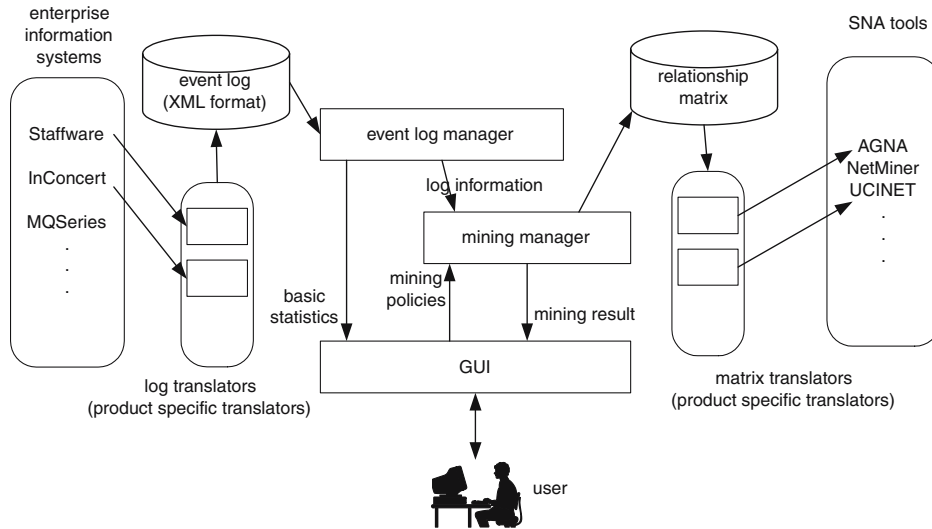 enterprise
information
systems
Staffware
InConcert
MQSeries
.
.
.
event log
(XML format)
log translators
(product specific translators)
event log manager
log information
mining manager
basic
statistics
mining
policies
mining result
GUI
user
relationship
matrix
matrix translators
(product specific translators)
SNA tools
AGNA
NetMiner
UCINET
.
.
.